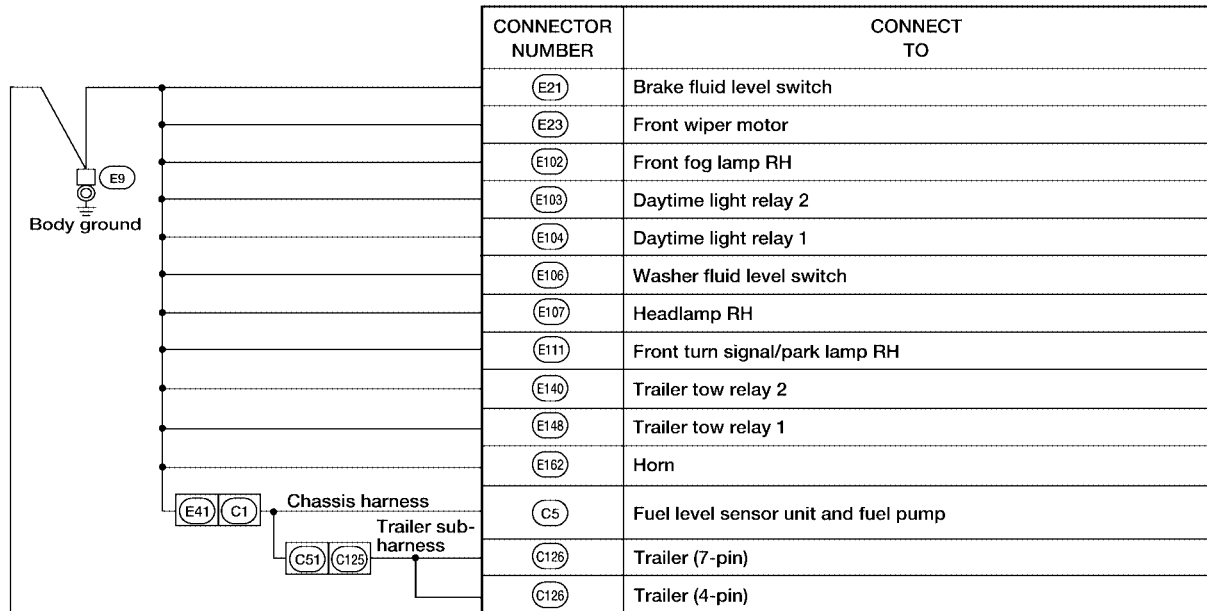 CONNECTOR NUMBER
CONNECT TO
E21 Brake fluid level switch
E23 Front wiper motor
E102 Front fog lamp RH
E9
E103 Daytime light relay 2
Body ground
E104 Daytime light relay 1
E106 Washer fluid level switch
E107 Headlamp RH
E111 Front turn signal/park lamp RH
E140 Trailer tow relay 2
E148 Trailer tow relay 1
E162 Horn
E41 C1 Chassis harness C5 Fuel level sensor unit and fuel pump
Trailer sub-
harness
C51 C125 C126 Trailer (7-pin)
C126 Trailer (4-pin)